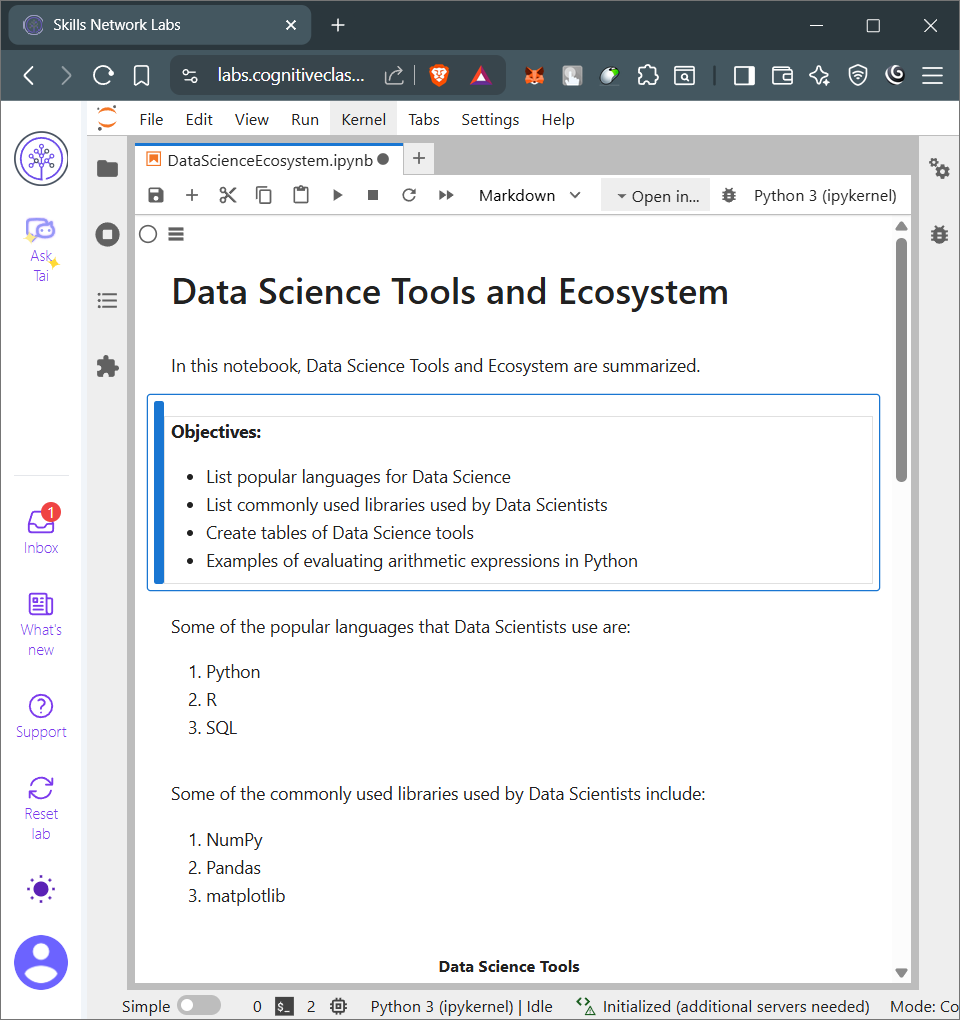 Skills Network Labs
labs.cognitiveclas...
File Edit View Run Kernel Tabs Settings Help
DataScienceEcosystem.ipynb
Markdown Open in... Python 3 (ipykernel)
Ask
Tai
Data Science Tools and Ecosystem
In this notebook, Data Science Tools and Ecosystem are summarized.
Objectives:
• List popular languages for Data Science
• List commonly used libraries used by Data Scientists
• Create tables of Data Science tools
• Examples of evaluating arithmetic expressions in Python
1
Inbox
What's
new
Some of the popular languages that Data Scientists use are:
1. Python
2. R
3. SQL
Support
Some of the commonly used libraries used by Data Scientists include:
1. NumPy
2. Pandas
3. matplotlib
Reset
lab
Data Science Tools
Simple 0 $_ 2 Python 3 (ipykernel) | Idle Initialized (additional servers needed) Mode: Co